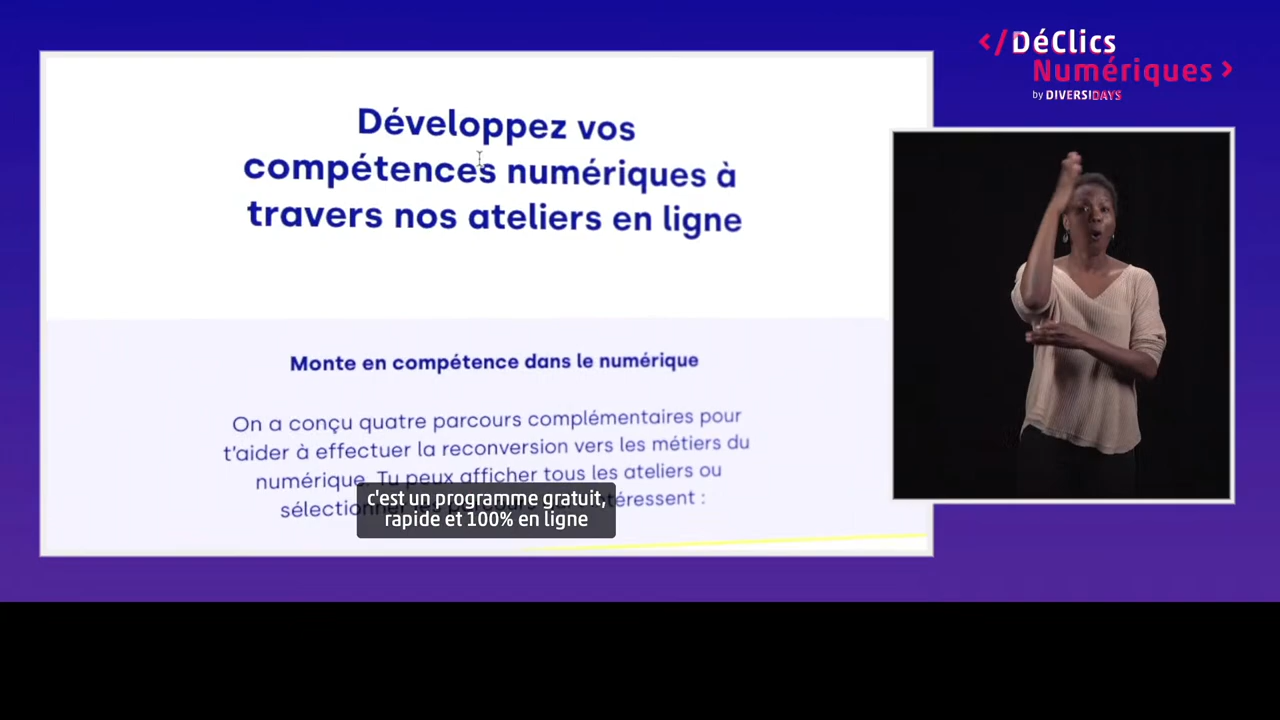 </DéClics
Numériques>
by DIVERSIDAYS
Développez vos
compétences numériques à
travers nos ateliers en ligne
Monte en compétence dans le numérique
On a conçu quatre parcours complémentaires pour
t'aider à effectuer la reconversion vers les métiers du
numérique. Tu peux afficher tous les ateliers ou
sélectionner
c'est un programme gratuit,
rapide et 100% en ligne